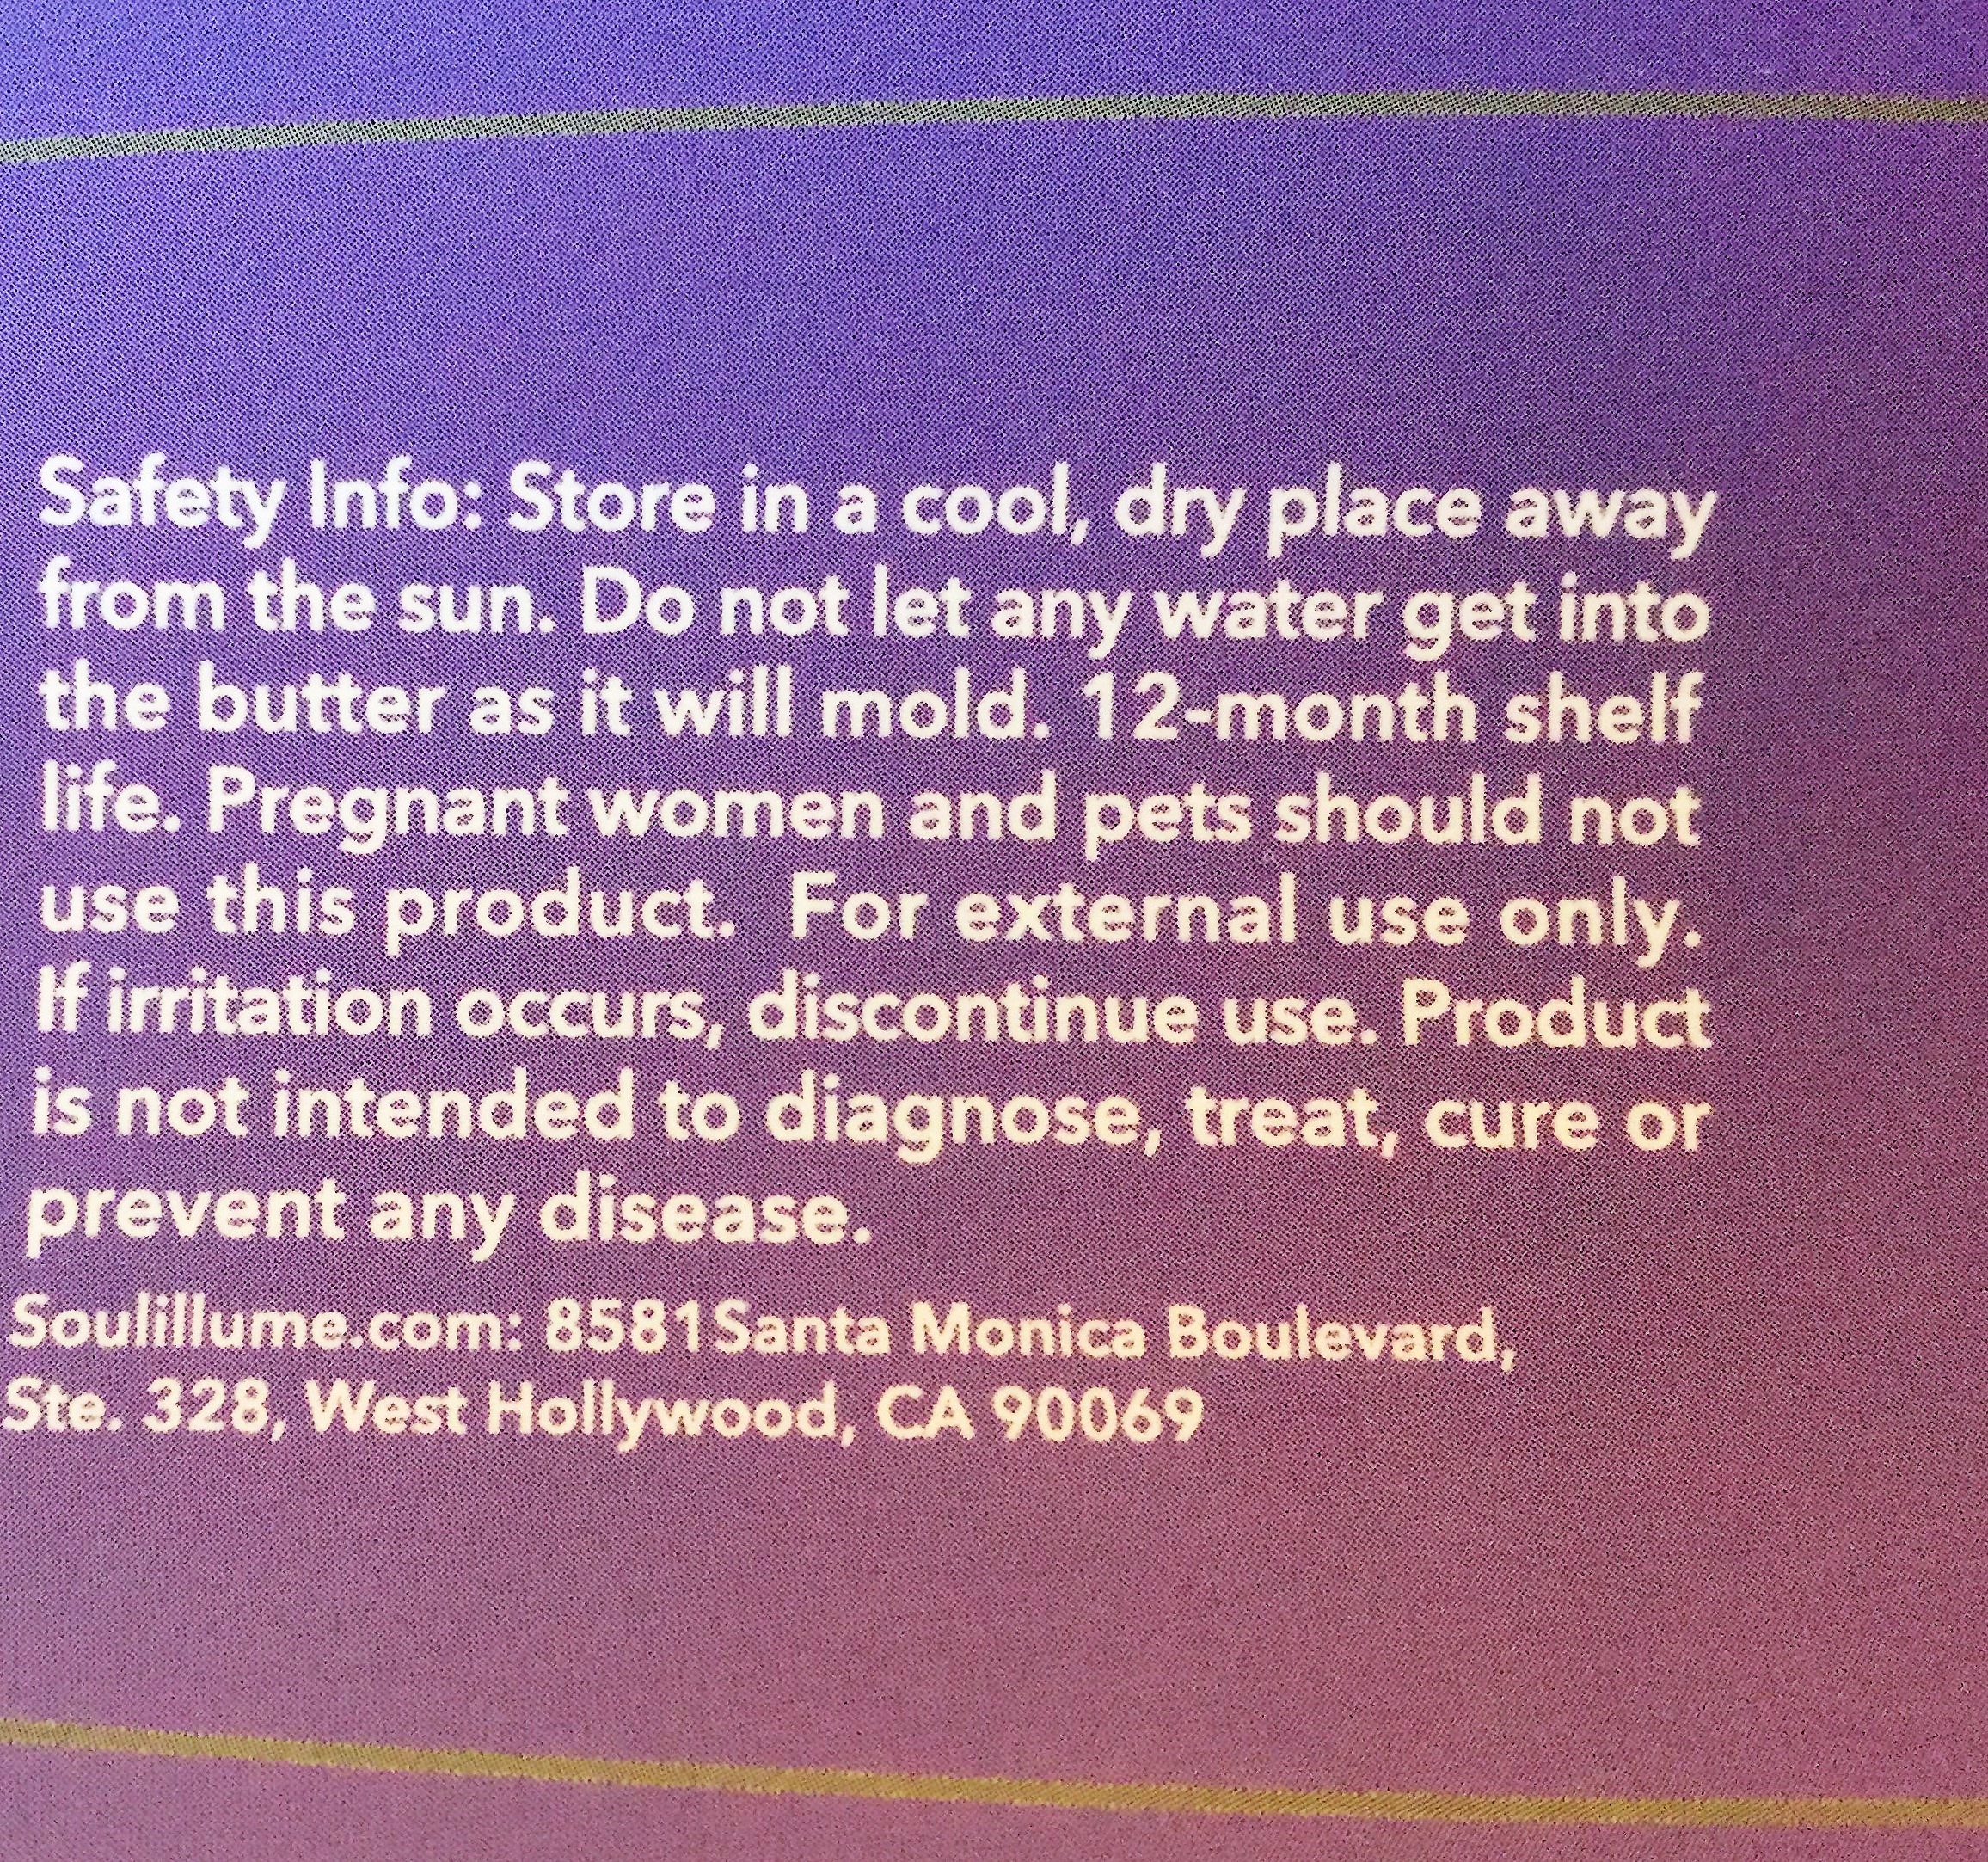 Safety Info: Store in a cool, dry place away
from the sun. Do not let any water get into
the butter as it will mold. 12-month shelf
life. Pregnant women and pets should not
use this product.  For external use only.
If irritation occurs, discontinue use. Product
is not intended to diagnose, treat, cure or
prevent any disease.
Soulillume.com: 8581Santa Monica Boulevard,
Ste. 328, West Hollywood, CA 90069